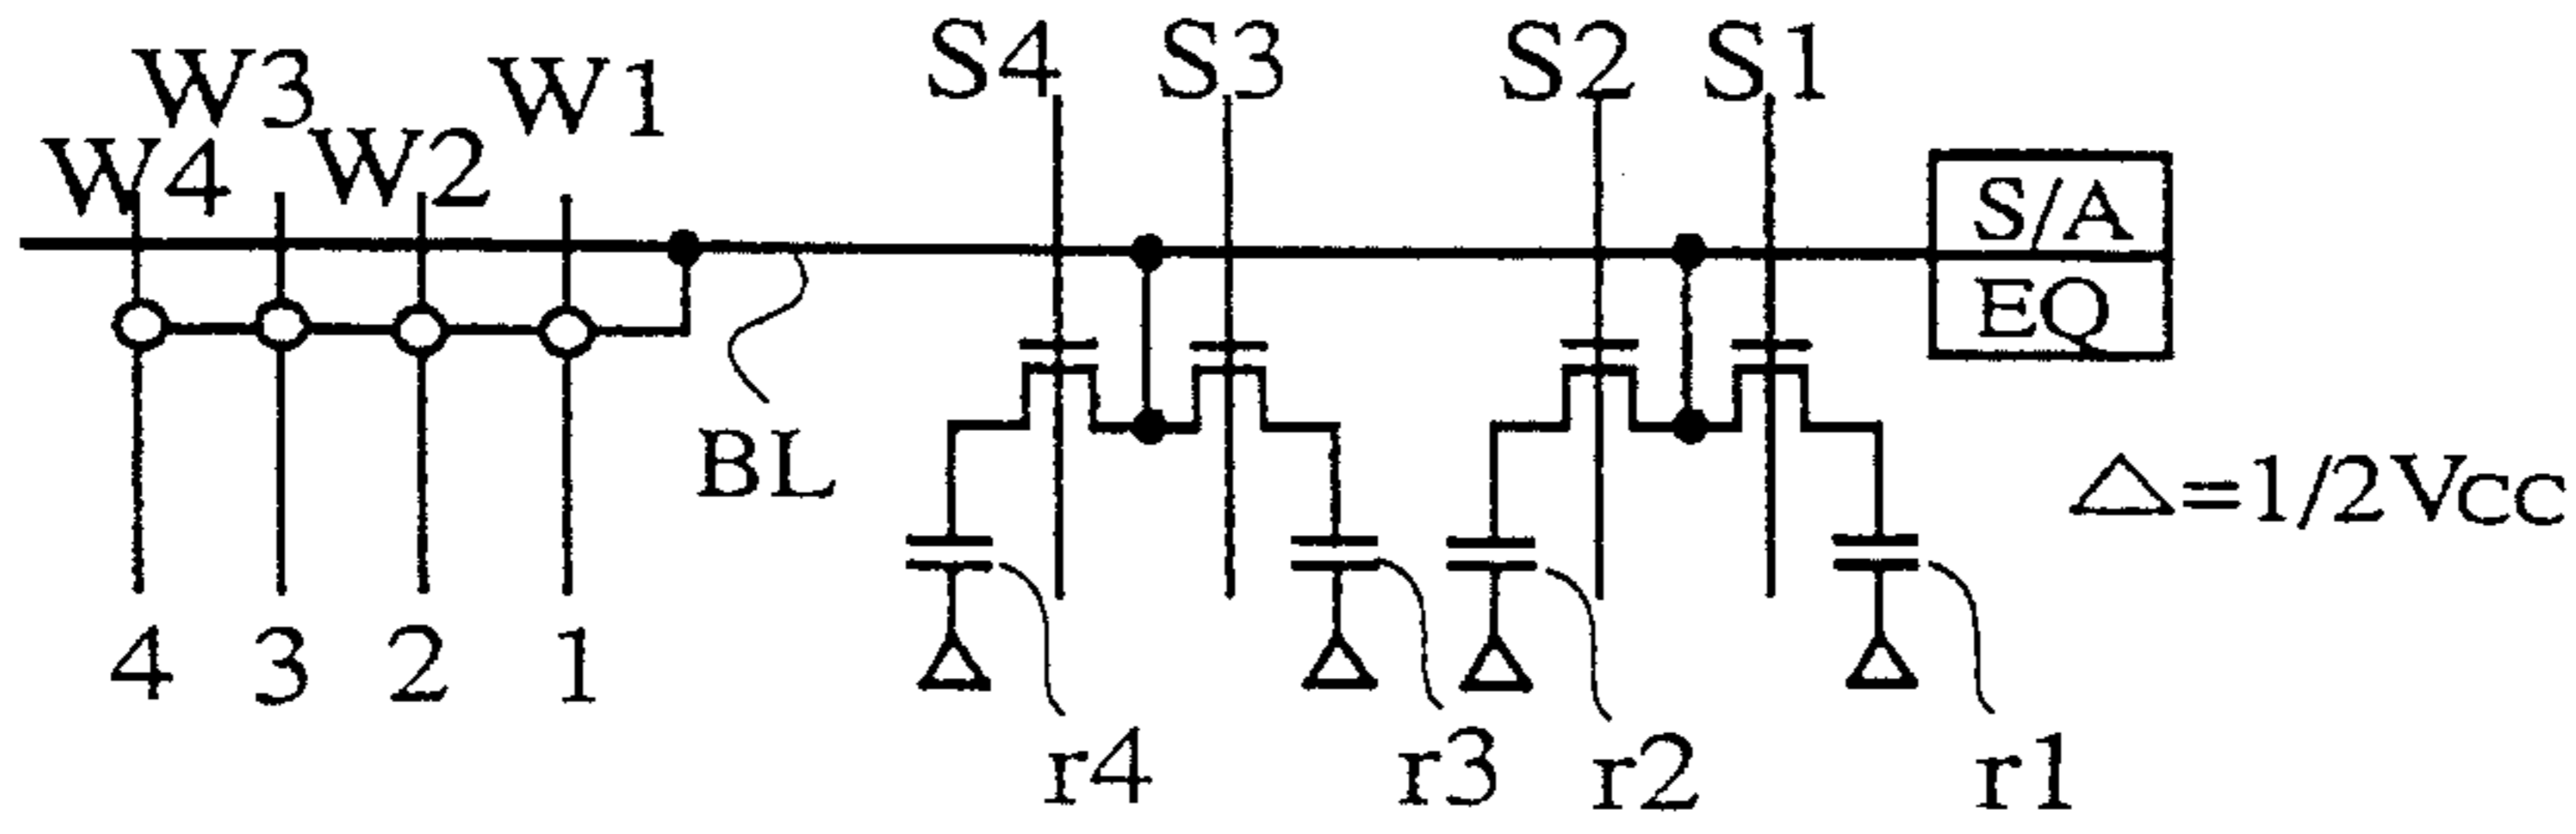 S4 S3 S2 S1
W3 W1
W4 W2
S/A
EQ
BL
△=1/2VCC
4 3 2 1
r4 r3 r2 r1